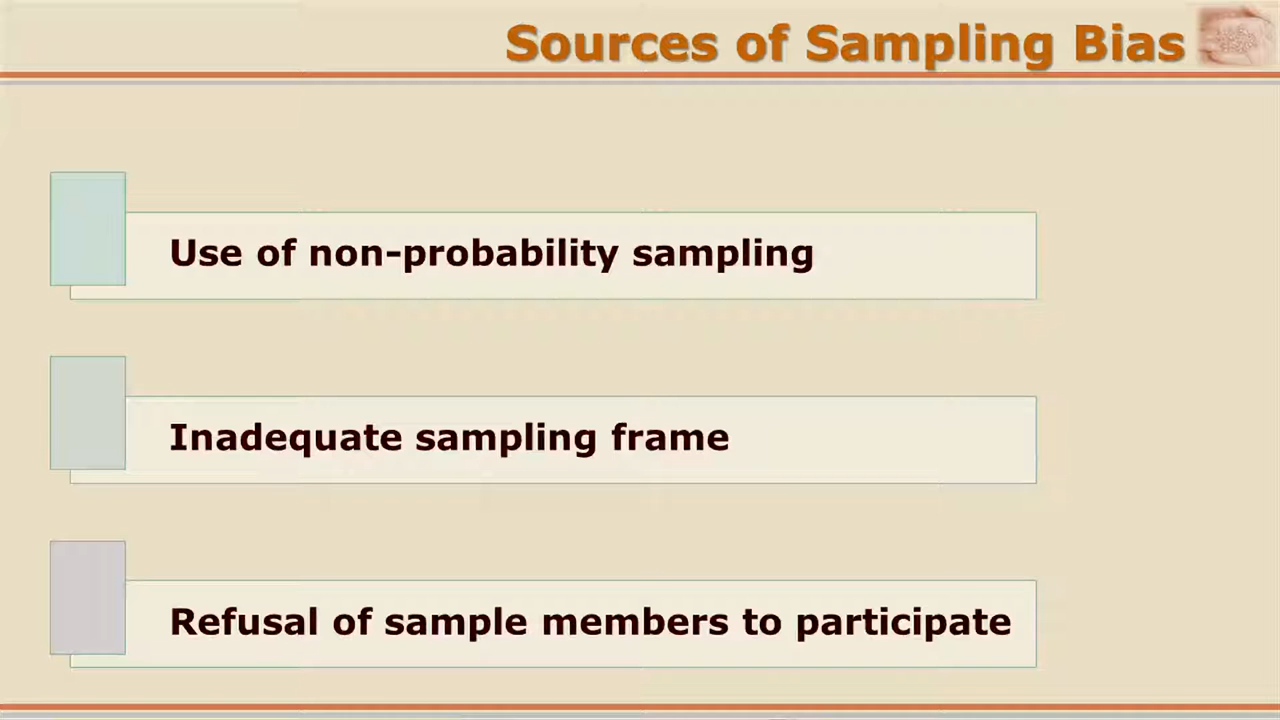 Sources of Sampling Bias
Use of non-probability sampling
Inadequate sampling frame
Refusal of sample members to participate